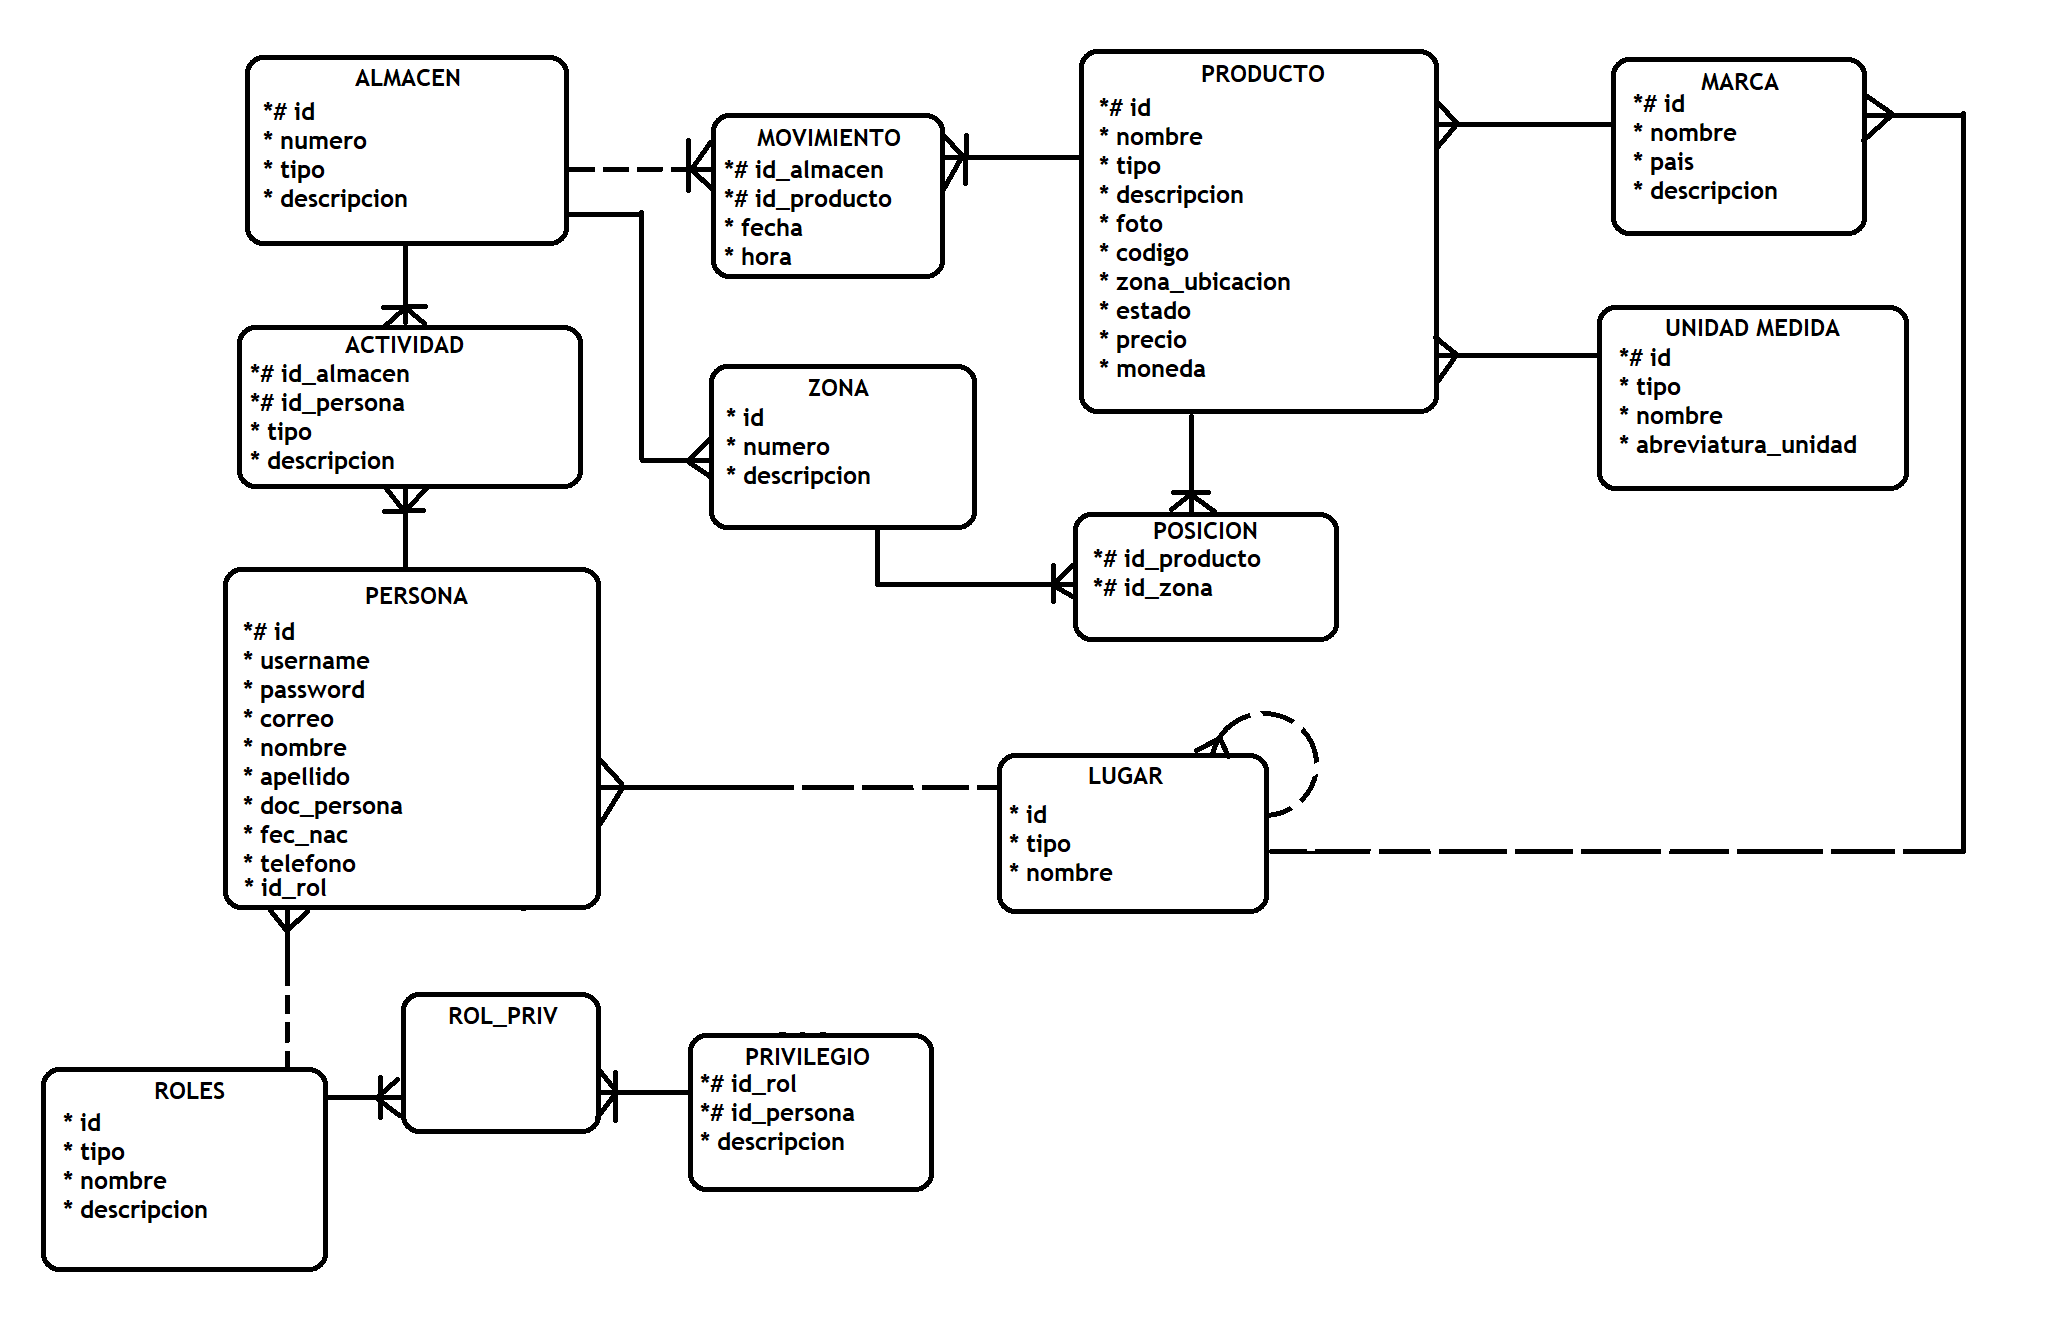 ALMACEN
*# id
* numero
* tipo
* descripcion
MOVIMIENTO
*# id_almacen
*# id_producto
* fecha
* hora
PRODUCTO
*# id
* nombre
* tipo
* descripcion
* foto
* codigo
* zona_ubicacion
* estado
* precio
* moneda
MARCA
*# id
* nombre
* pais
* descripcion
ACTIVIDAD
*# id_almacen
*# id_persona
* tipo
* descripcion
ZONA
* id
* numero
* descripcion
UNIDAD MEDIDA
*# id
* tipo
* nombre
* abreviatura_unidad
POSICION
*# id_producto
*# id_zona
PERSONA
*# id
* username
* password
* correo
* nombre
* apellido
* doc_persona
* fec_nac
* telefono
* id_rol
LUGAR
* id
* tipo
* nombre
ROL_PRIV
PRIVILEGIO
*# id_rol
*# id_persona
* descripcion
ROLES
* id
* tipo
* nombre
* descripcion